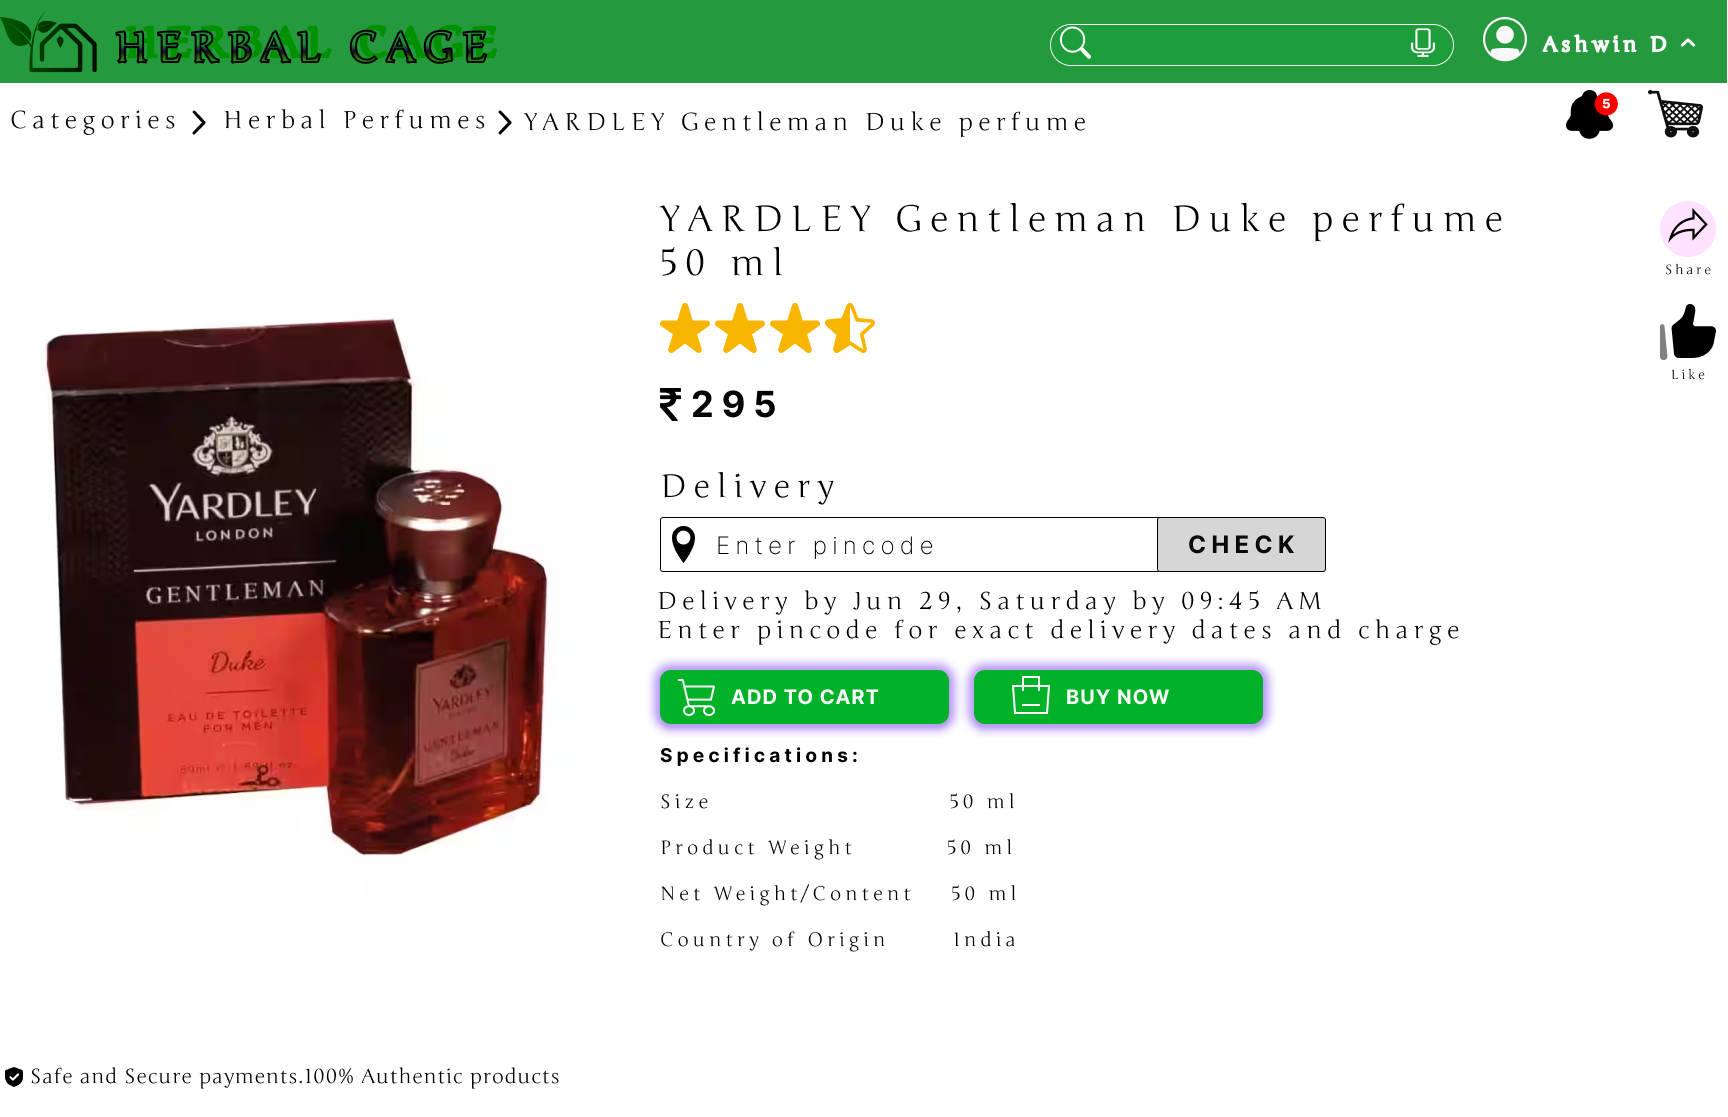 HERBAL CAGE
Ashwin D
Categories
Herbal Perfumes
YARDLEY Gentleman Duke perfume
5
YARDLEY Gentleman Duke perfume
50 ml
Share
Like
₹295
Delivery
Enter pincode
CHECK
Delivery by Jun 29, Saturday by 09:45 AM
Enter pincode for exact delivery dates and charge
ADD TO CART
BUY NOW
Specifications:
Size 50 ml
Product Weight 50 ml
Net Weight/Content 50 ml
Country of Origin India
YARDLEY
LONDON
GENTLEMAN
Duke
EAU DE TOILETTE
FOR MEN
YARDLEY
GENTLEMAN
Duke
Safe and Secure payments.100% Authentic products